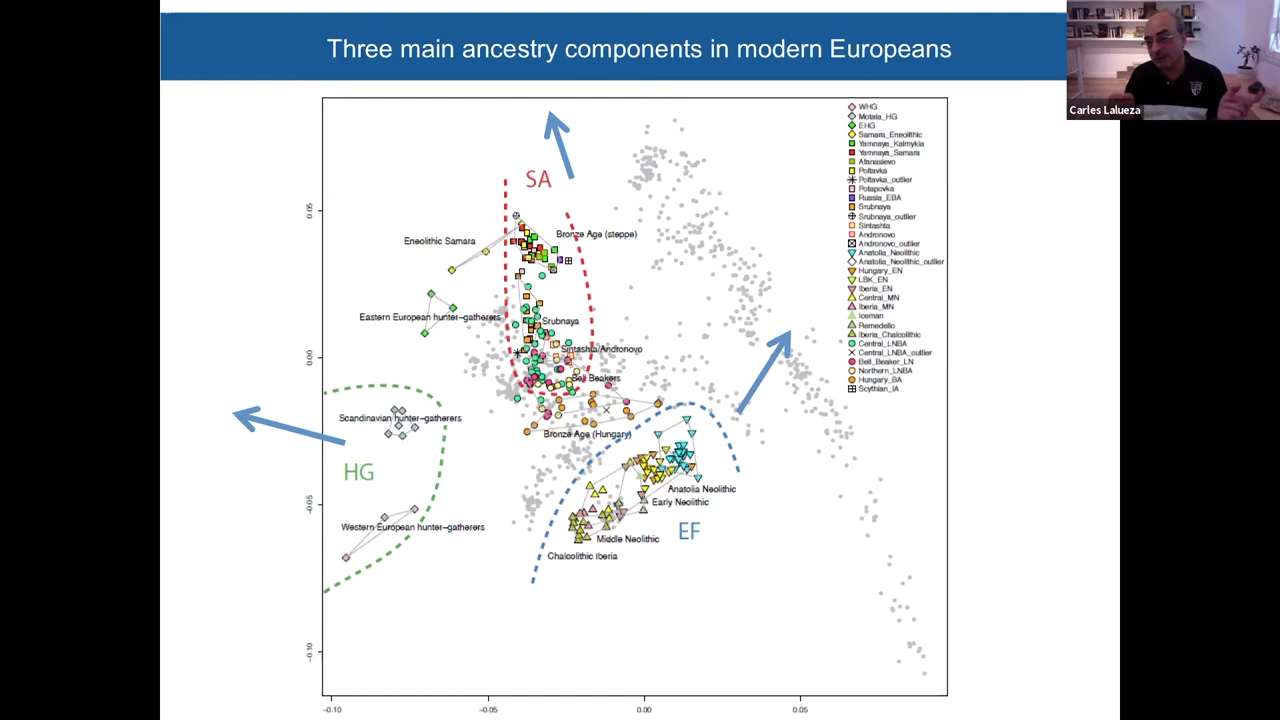 Three main ancestry components in modern Europeans
Carles Lalueza
WHG
Motala_HG
EHG
Samara_Eneolithic
Yamnaya_Kalmykia
Yamnaya_Samara
Afanasievo
Poltavka
Poltavka_outlier
Potapovka
Russia_EBA
Srubnaya
Srubnaya_outlier
Sintashta
Andronovo
Andronovo_outlier
Anatolia_Neolithic
Anatolia_Neolithic_outlier
Hungary_EN
LBK_EN
Iberia_EN
Central_MN
Iberia_MN
Iceman
Remedello
Iberia_Chalcolithic
Central_LNBA
Central_LNBA_outlier
Bell_Beaker_LN
Northern_LNBA
Hungary_BA
Scythian_IA
SA
0.05
Eneolithic Samara
Bronze Age (steppe)
Eastern European hunter-gatherers
Srubnaya
0.00
Sintashta/Andronovo
Bell Beakers
Scandinavian hunter-gatherers
Bronze Age (Hungary)
HG
Anatolia Neolithic
-0.05
Early Neolithic
Western European hunter-gatherers
EF
Middle Neolithic
Chalcolithic Iberia
-0.10
-0.10
-0.05
0.00
0.05